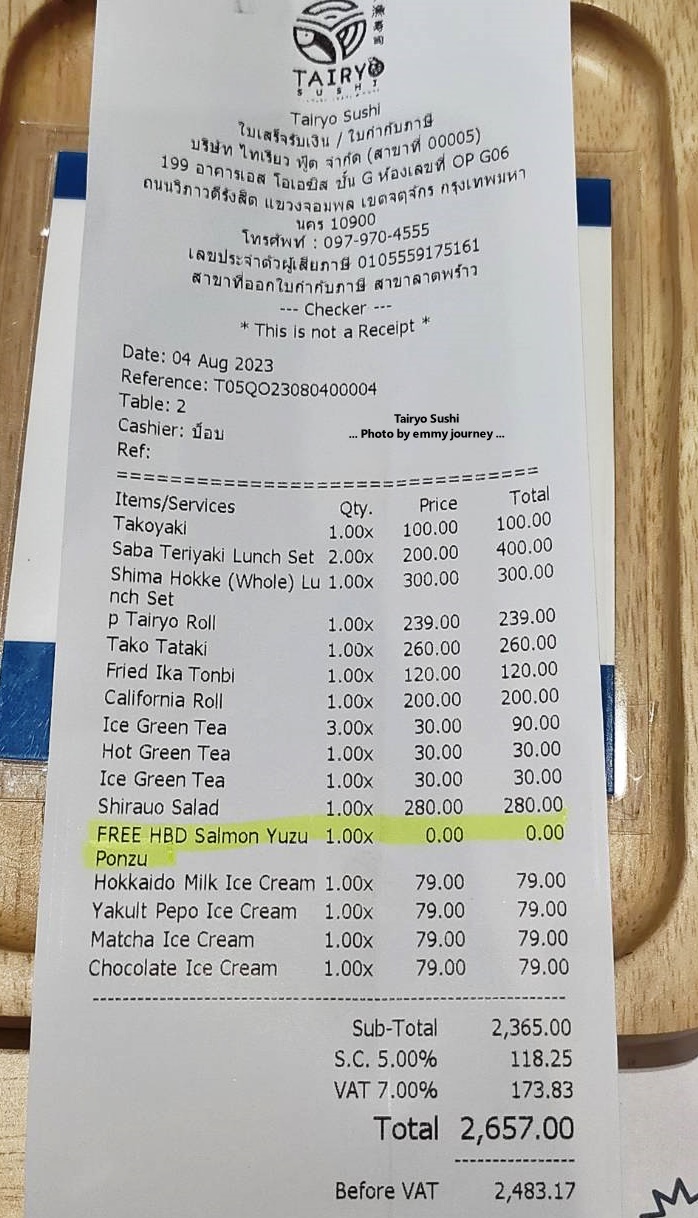 漁寿司
TAIRYO
SUSHI
Tairyo Sushi
ใบเสร็จรับเงิน / ใบกำกับภาษี
บริษัท ไทเรียว ฟู้ด จำกัด (สาขาที่ 00005)
199 อาคารเอส โอเอซิส ชั้น G ห้องเลขที่ OP G06
ถนนวิภาวดีรังสิต แขวงจอมพล เขตจตุจักร กรุงเทพมหา
นคร 10900
โทรศัพท์ : 097-970-4555
เลขประจำตัวผู้เสียภาษี 0105559175161
สาขาที่ออกใบกำกับภาษี สาขาลาดพร้าว
--- Checker ---
* This is not a Receipt *
Date: 04 Aug 2023
Reference: T05QO23080400004
Table: 2
Cashier: ป๊อบ
Ref:
Tairyo Sushi
... Photo by emmy journey ...
Items/Services Qty. Price Total
Takoyaki 1.00x 100.00 100.00
Saba Teriyaki Lunch Set 2.00x 200.00 400.00
Shima Hokke (Whole) Lu 1.00x 300.00 300.00
nch Set
p Tairyo Roll 1.00x 239.00 239.00
Tako Tataki 1.00x 260.00 260.00
Fried Ika Tonbi 1.00x 120.00 120.00
California Roll 1.00x 200.00 200.00
Ice Green Tea 3.00x 30.00 90.00
Hot Green Tea 1.00x 30.00 30.00
Ice Green Tea 1.00x 30.00 30.00
Shirauo Salad 1.00x 280.00 280.00
FREE HBD Salmon Yuzu 1.00x 0.00 0.00
Ponzu
Hokkaido Milk Ice Cream 1.00x 79.00 79.00
Yakult Pepo Ice Cream 1.00x 79.00 79.00
Matcha Ice Cream 1.00x 79.00 79.00
Chocolate Ice Cream 1.00x 79.00 79.00
Sub-Total 2,365.00
S.C. 5.00% 118.25
VAT 7.00% 173.83
Total 2,657.00
Before VAT 2,483.17